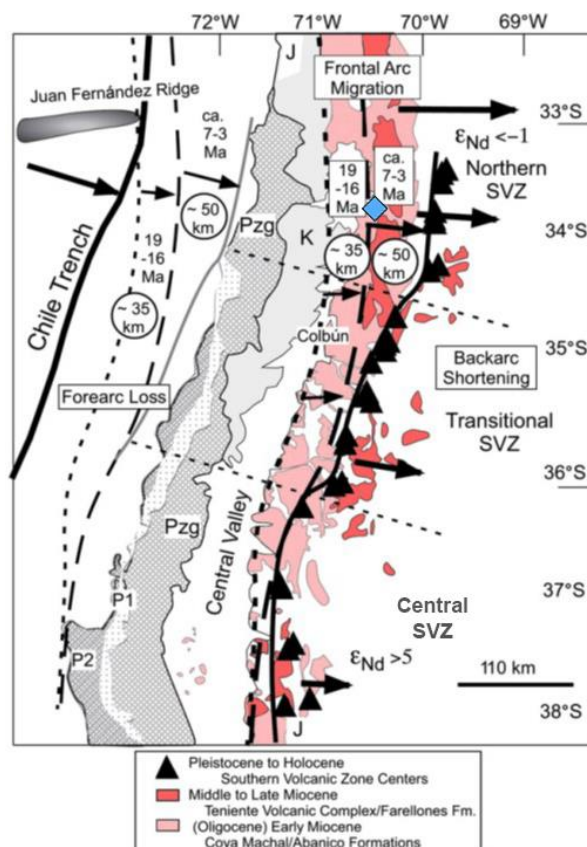 72°W
71°W
70°W
69°W
J
Juan Fernández Ridge
Frontal Arc
Migration
33°S
ca.
7-3
Ma
19
-16
Ma
ca.
7-3
Ma
εNd <-1
Northern
SVZ
~ 50
km
Pzg
K
34°S
19
-16
Ma
~ 35
km
~ 50
km
Chile Trench
~ 35
km
Colbún
35°S
Backarc
Shortening
Forearc Loss
Transitional
SVZ
36°S
Pzg
Central Valley
37°S
P1
Central
SVZ
P2
εNd >5
110 km
J
38°S
Pleistocene to Holocene
Southern Volcanic Zone Centers
Middle to Late Miocene
Teniente Volcanic Complex/Farellones Fm.
(Oligocene) Early Miocene
Coya Machal/Abanico Formations